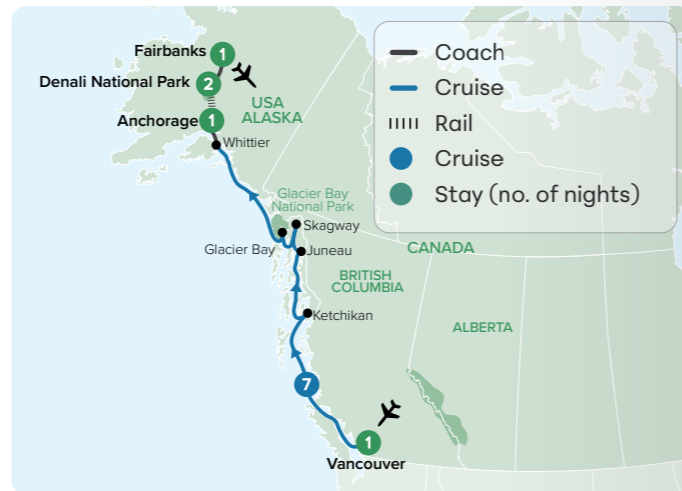 Fairbanks
1
Denali National Park
2
USA
ALASKA
Anchorage
1
Whittier
Glacier Bay
National Park
Skagway
Glacier Bay
Juneau
CANADA
BRITISH
COLUMBIA
Ketchikan
ALBERTA
7
1
Vancouver
Coach
Cruise
Rail
Cruise
Stay (no. of nights)